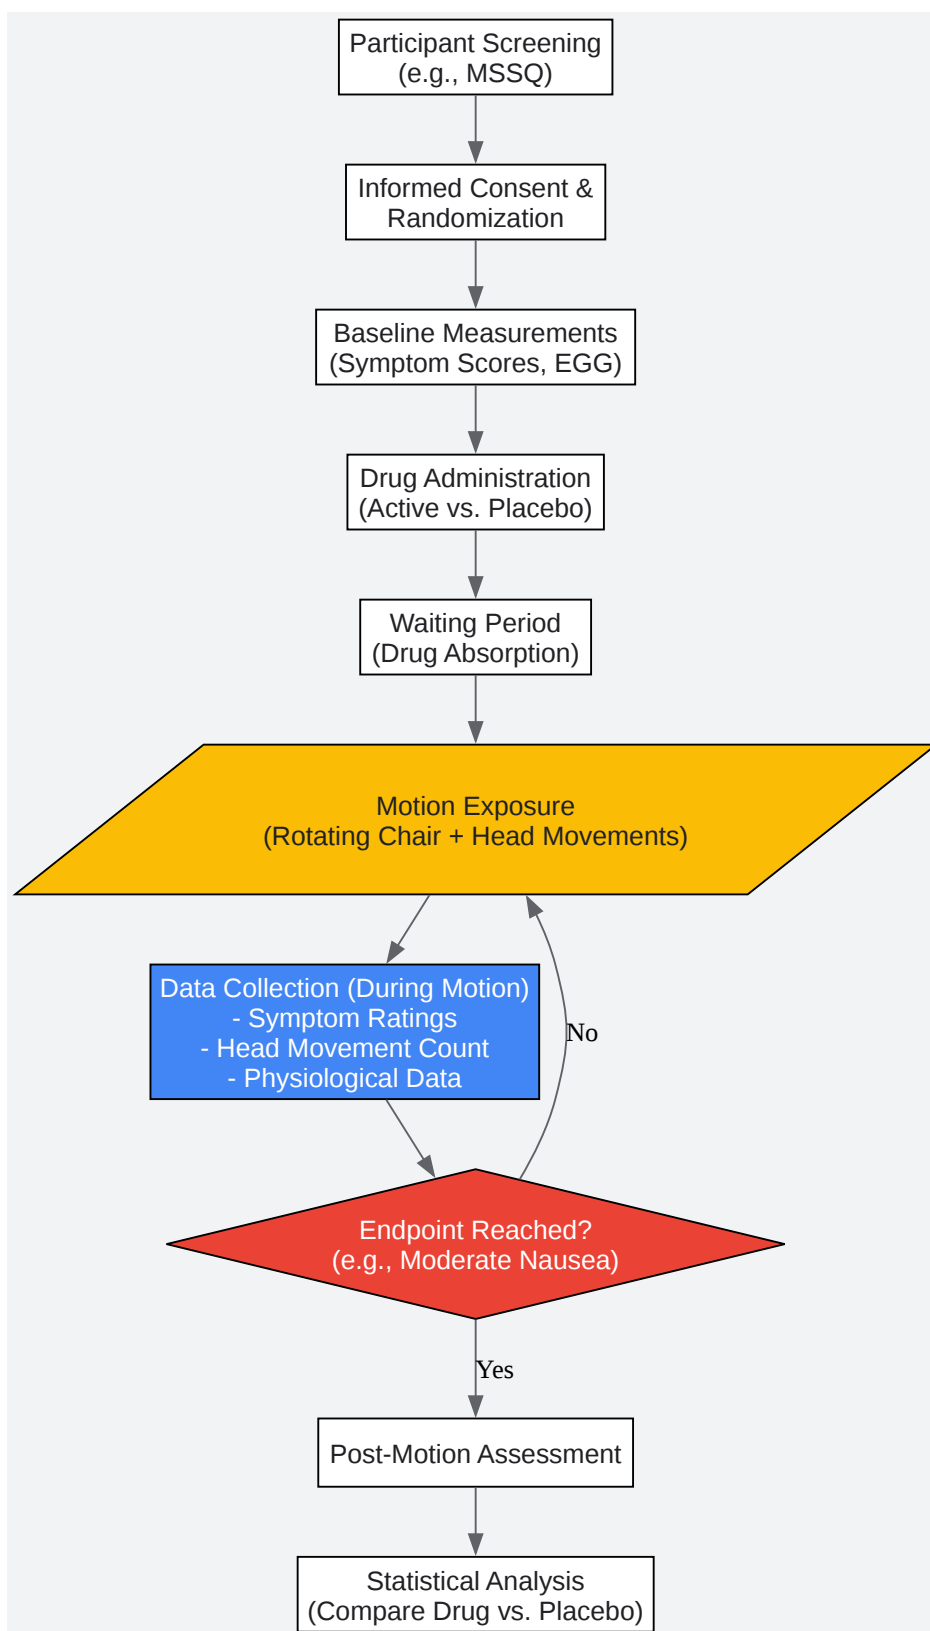 Participant Screening
(e.g., MSSQ)
Informed Consent &
Randomization
Baseline Measurements
(Symptom Scores, EGG)
Drug Administration
(Active vs. Placebo)
Waiting Period
(Drug Absorption)
Motion Exposure
(Rotating Chair + Head Movements)
Data Collection (During Motion)
- Symptom Ratings
- Head Movement Count
- Physiological Data
No
Endpoint Reached?
(e.g., Moderate Nausea)
Yes
Post-Motion Assessment
Statistical Analysis
(Compare Drug vs. Placebo)